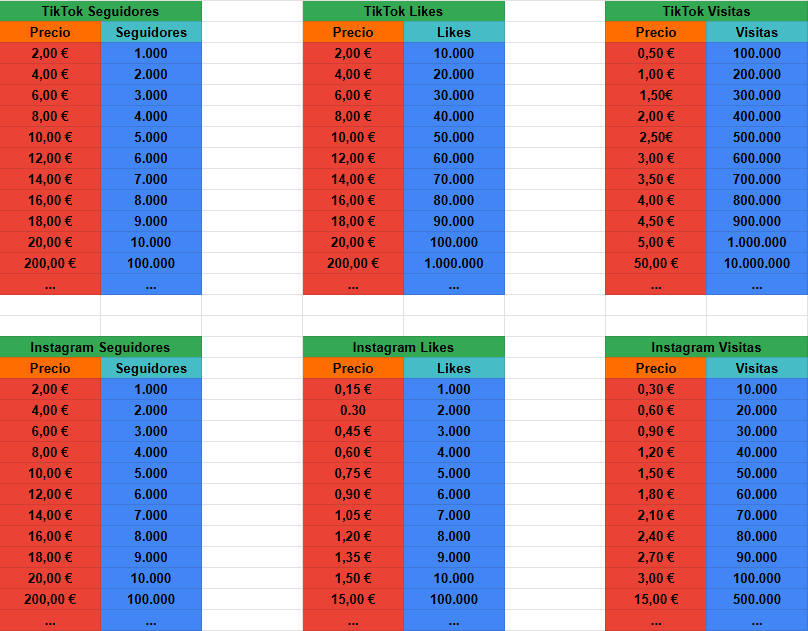 TikTok Seguidores TikTok Likes TikTok Visitas
Precio Seguidores Precio Likes Precio Visitas
2,00 € 1.000 2,00 € 10.000 0,50 € 100.000
4,00 € 2.000 4,00 € 20.000 1,00 € 200.000
6,00 € 3.000 6,00 € 30.000 1,50€ 300.000
8,00 € 4.000 8,00 € 40.000 2,00 € 400.000
10,00 € 5.000 10,00 € 50.000 2,50€ 500.000
12,00 € 6.000 12,00 € 60.000 3,00 € 600.000
14,00 € 7.000 14,00 € 70.000 3,50 € 700.000
16,00 € 8.000 16,00 € 80.000 4,00 € 800.000
18,00 € 9.000 18,00 € 90.000 4,50 € 900.000
20,00 € 10.000 20,00 € 100.000 5,00 € 1.000.000
200,00 € 100.000 200,00 € 1.000.000 50,00 € 10.000.000
... ... ... ... ... ...
Instagram Seguidores Instagram Likes Instagram Visitas
Precio Seguidores Precio Likes Precio Visitas
2,00 € 1.000 0,15 € 1.000 0,30 € 10.000
4,00 € 2.000 0.30 2.000 0,60 € 20.000
6,00 € 3.000 0,45 € 3.000 0,90 € 30.000
8,00 € 4.000 0,60 € 4.000 1,20 € 40.000
10,00 € 5.000 0,75 € 5.000 1,50 € 50.000
12,00 € 6.000 0,90 € 6.000 1,80 € 60.000
14,00 € 7.000 1,05 € 7.000 2,10 € 70.000
16,00 € 8.000 1,20 € 8.000 2,40 € 80.000
18,00 € 9.000 1,35 € 9.000 2,70 € 90.000
20,00 € 10.000 1,50 € 10.000 3,00 € 100.000
200,00 € 100.000 15,00 € 100.000 15,00 € 500.000
... ... ... ... ... ...